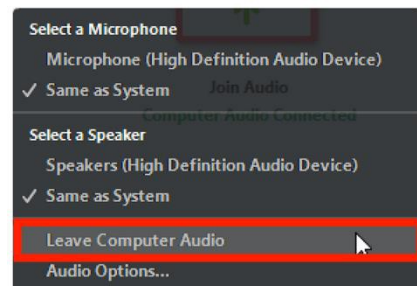 Select a Microphone
Microphone (High Definition Audio Device)
✓ Same as System
Join Audio
Computer Audio Connected
Select a Speaker
Speakers (High Definition Audio Device)
✓ Same as System
Leave Computer Audio
Audio Options...